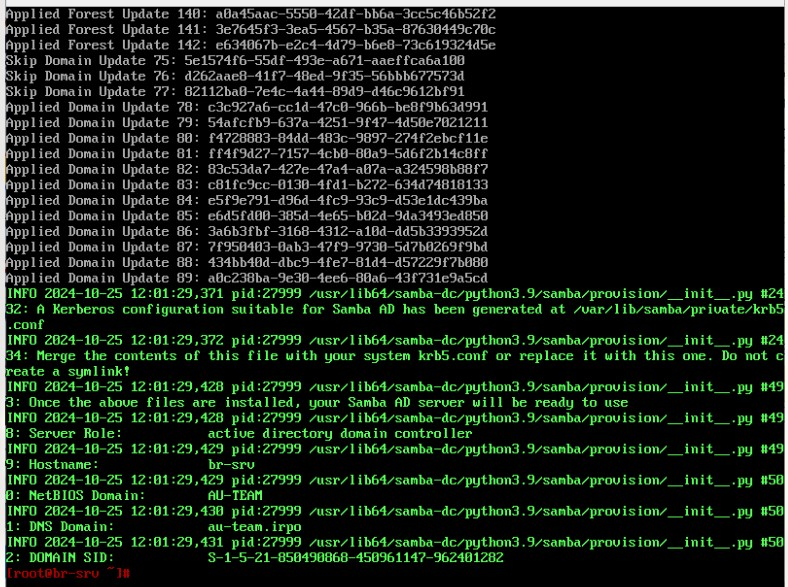 Applied Forest Update 140: a0a45aac-5550-42df-bb6a-3cc5c46b52f2
Applied Forest Update 141: 3e7645f3-3ea5-4567-b35a-87630449c70c
Applied Forest Update 142: e634067b-e2c4-4d79-b6e8-73c619324d5e
Skip Domain Update 75: 5e1574f6-55df-493e-a671-aaeffca6a100
Skip Domain Update 76: d262aae8-41f7-48ed-9f35-56bbb677573d
Skip Domain Update 77: 82112ba0-7e4c-4a44-89d9-d46c9612bf91
Applied Domain Update 78: c3c927a6-cc1d-47c0-966b-be8f9b63d991
Applied Domain Update 79: 54afcfb9-637a-4251-9f47-4d50e7021211
Applied Domain Update 80: f4728883-84dd-483c-9897-274f2ebcf11e
Applied Domain Update 81: ff4f9d27-7157-4cb0-80a9-5d6f2b14c8ff
Applied Domain Update 82: 83c53da7-427e-47a4-a07a-a324598b88f7
Applied Domain Update 83: c81fc9cc-0130-4fd1-b272-634d74818133
Applied Domain Update 84: e5f9e791-d96d-4fc9-93c9-d53e1dc439ba
Applied Domain Update 85: e6d5fd00-385d-4e65-b02d-9da3493ed850
Applied Domain Update 86: 3a6b3fbf-3168-4312-a10d-dd5b3393952d
Applied Domain Update 87: 7f950403-0ab3-47f9-9730-5d7b0269f9bd
Applied Domain Update 88: 434bb40d-dbc9-4fe7-81d4-d57229f7b080
Applied Domain Update 89: a0c238ba-9e30-4ee6-80a6-43f731e9a5cd
INFO 2024-10-25 12:01:29,371 pid:27999 /usr/lib64/samba-dc/python3.9/samba/provision/__init__.py #24
32: A Kerberos configuration suitable for Samba AD has been generated at /var/lib/samba/private/krb5
.conf
INFO 2024-10-25 12:01:29,372 pid:27999 /usr/lib64/samba-dc/python3.9/samba/provision/__init__.py #24
34: Merge the contents of this file with your system krb5.conf or replace it with this one. Do not c
reate a symlink!
INFO 2024-10-25 12:01:29,428 pid:27999 /usr/lib64/samba-dc/python3.9/samba/provision/__init__.py #49
3: Once the above files are installed, your Samba AD server will be ready to use
INFO 2024-10-25 12:01:29,428 pid:27999 /usr/lib64/samba-dc/python3.9/samba/provision/__init__.py #49
8: Server Role:           active directory domain controller
INFO 2024-10-25 12:01:29,429 pid:27999 /usr/lib64/samba-dc/python3.9/samba/provision/__init__.py #49
9: Hostname:              br-srv
INFO 2024-10-25 12:01:29,429 pid:27999 /usr/lib64/samba-dc/python3.9/samba/provision/__init__.py #50
0: NetBIOS Domain:        AU-TEAM
INFO 2024-10-25 12:01:29,430 pid:27999 /usr/lib64/samba-dc/python3.9/samba/provision/__init__.py #50
1: DNS Domain:            au-team.irpo
INFO 2024-10-25 12:01:29,431 pid:27999 /usr/lib64/samba-dc/python3.9/samba/provision/__init__.py #50
2: DOMAIN SID:            S-1-5-21-850490868-450961147-962401282
[root@br-srv ~]#